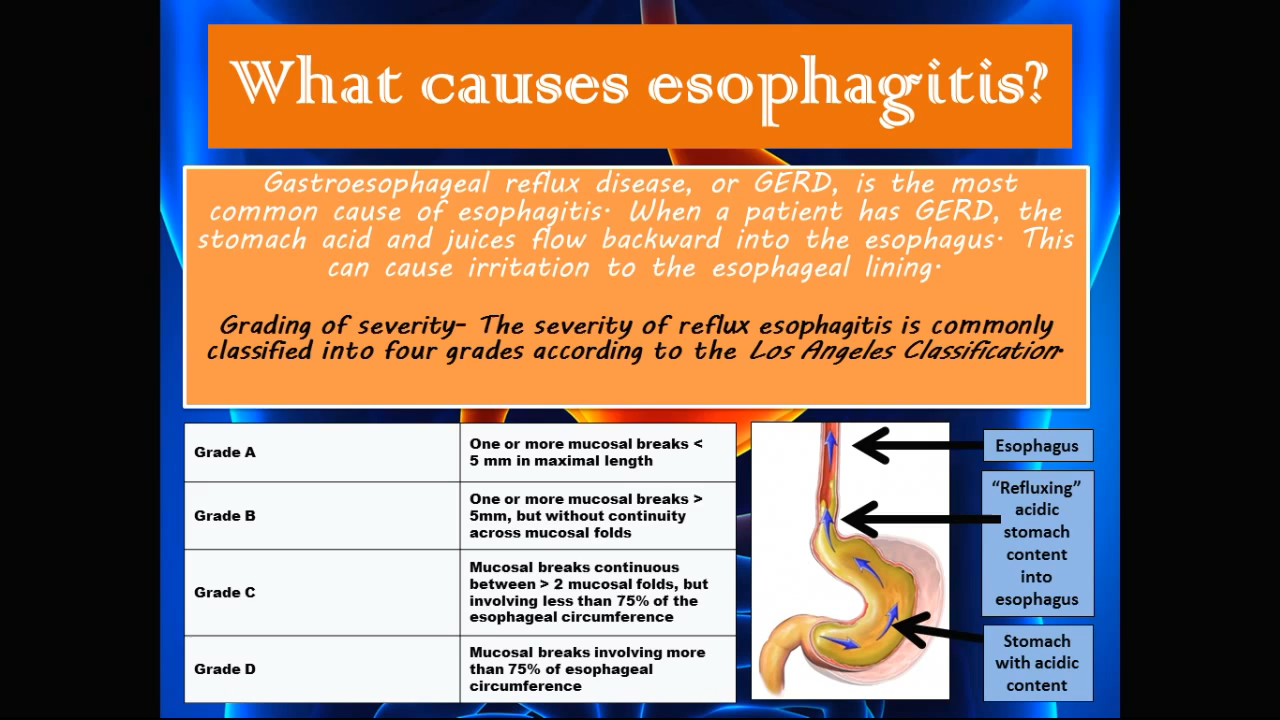 What causes esophagitis?
Gastroesophageal reflux disease, or GERD, is the most
common cause of esophagitis. When a patient has GERD, the
stomach acid and juices flow backward into the esophagus. This
can cause irritation to the esophageal lining.
Grading of severity- The severity of reflux esophagitis is commonly
classified into four grades according to the Los Angeles Classification.
Grade A
One or more mucosal breaks <
5 mm in maximal length
Grade B
One or more mucosal breaks >
5mm, but without continuity
across mucosal folds
Grade C
Mucosal breaks continuous
between > 2 mucosal folds, but
involving less than 75% of the
esophageal circumference
Grade D
Mucosal breaks involving more
than 75% of esophageal
circumference
Esophagus
“Refluxing”
acidic
stomach
content
into
esophagus
Stomach
with acidic
content